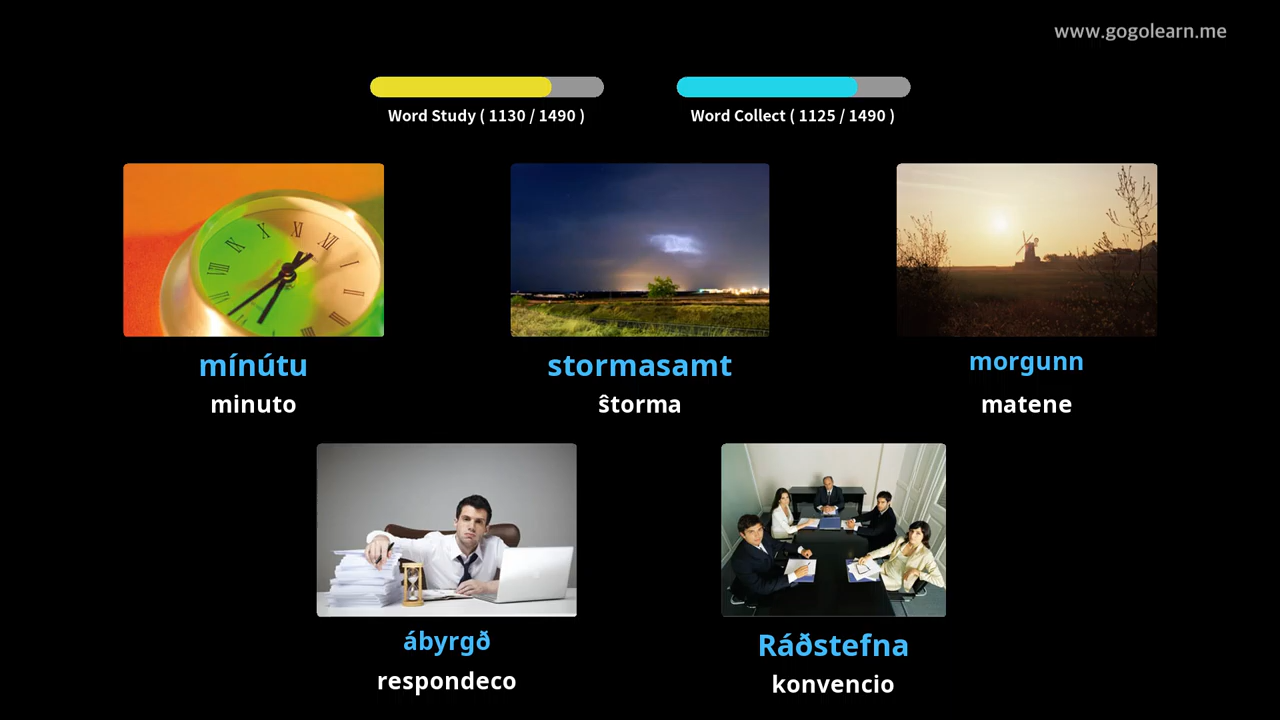 www.gogolearn.me
Word Study ( 1130 / 1490 )
Word Collect ( 1125 / 1490 )
mínútu
stormasamt
morgunn
minuto
ŝtorma
matene
ábyrgð
Ráðstefna
respondeco
konvencio